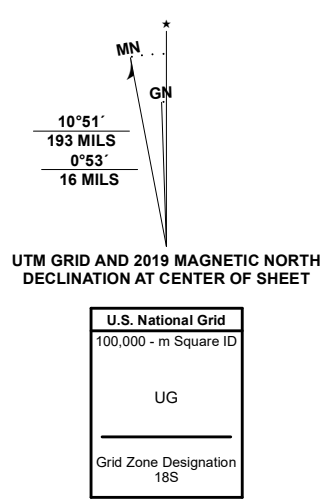 MN
GN
10°51´
193 MILS
0°53´
16 MILS
UTM GRID AND 2019 MAGNETIC NORTH
DECLINATION AT CENTER OF SHEET
U.S. National Grid
100,000 - m Square ID
UG
Grid Zone Designation
18S